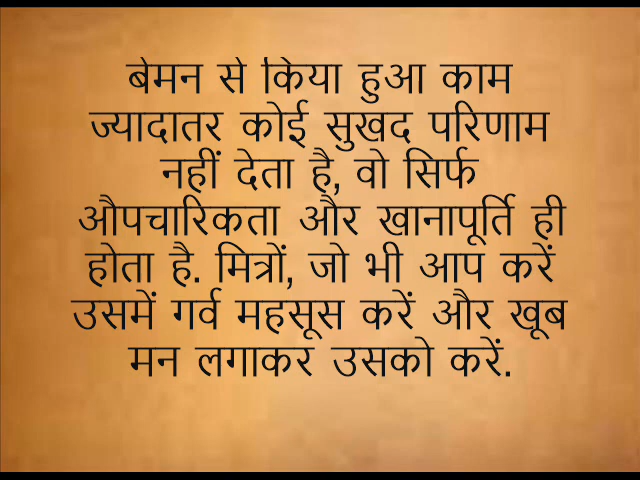 बेमन से किया हुआ काम
ज्यादातर कोई सुखद परिणाम
नहीं देता है, वो सिर्फ
औपचारिकता और खानापूर्ति ही
होता है. मित्रों, जो भी आप करें
उसमें गर्व महसूस करें और खूब
मन लगाकर उसको करें.